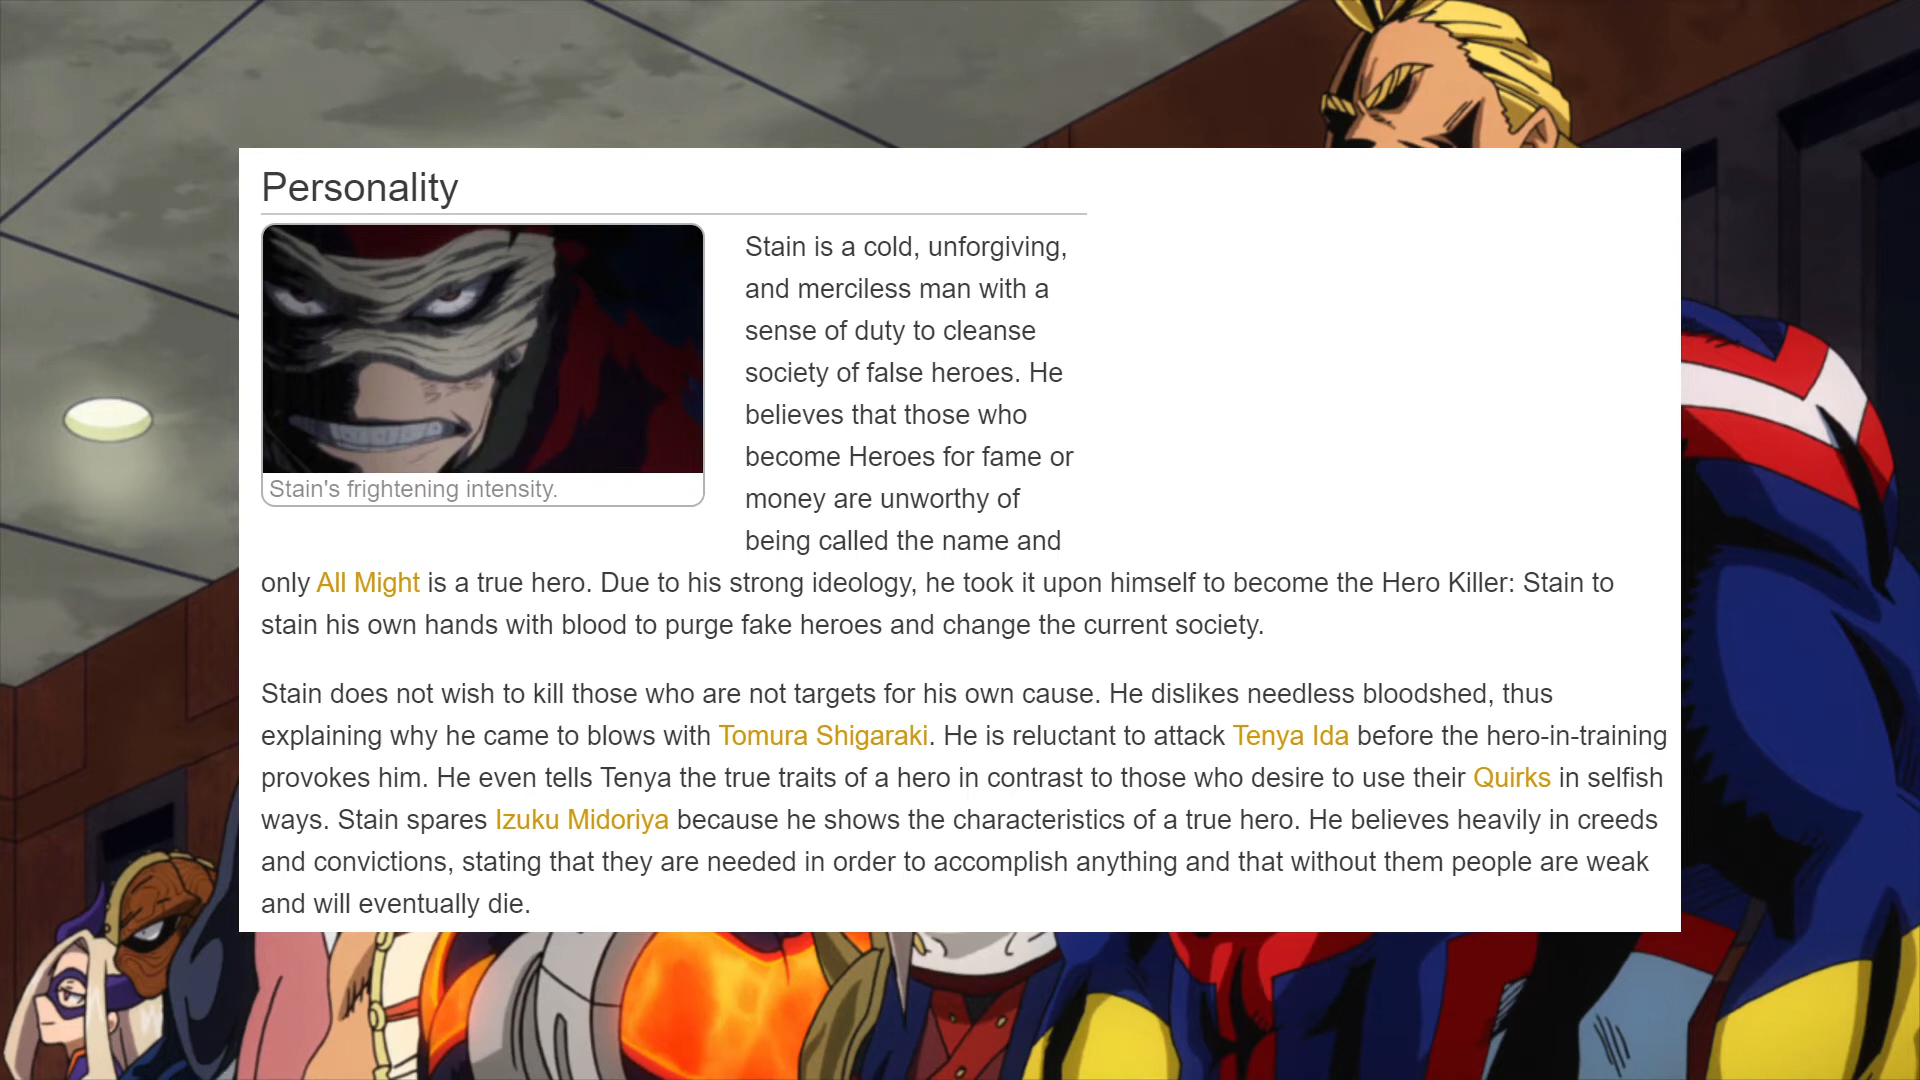 Personality
Stain's frightening intensity.
Stain is a cold, unforgiving,
and merciless man with a
sense of duty to cleanse
society of false heroes. He
believes that those who
become Heroes for fame or
money are unworthy of
being called the name and
only All Might is a true hero. Due to his strong ideology, he took it upon himself to become the Hero Killer: Stain to
stain his own hands with blood to purge fake heroes and change the current society.
Stain does not wish to kill those who are not targets for his own cause. He dislikes needless bloodshed, thus
explaining why he came to blows with Tomura Shigaraki. He is reluctant to attack Tenya Ida before the hero-in-training
provokes him. He even tells Tenya the true traits of a hero in contrast to those who desire to use their Quirks in selfish
ways. Stain spares Izuku Midoriya because he shows the characteristics of a true hero. He believes heavily in creeds
and convictions, stating that they are needed in order to accomplish anything and that without them people are weak
and will eventually die.